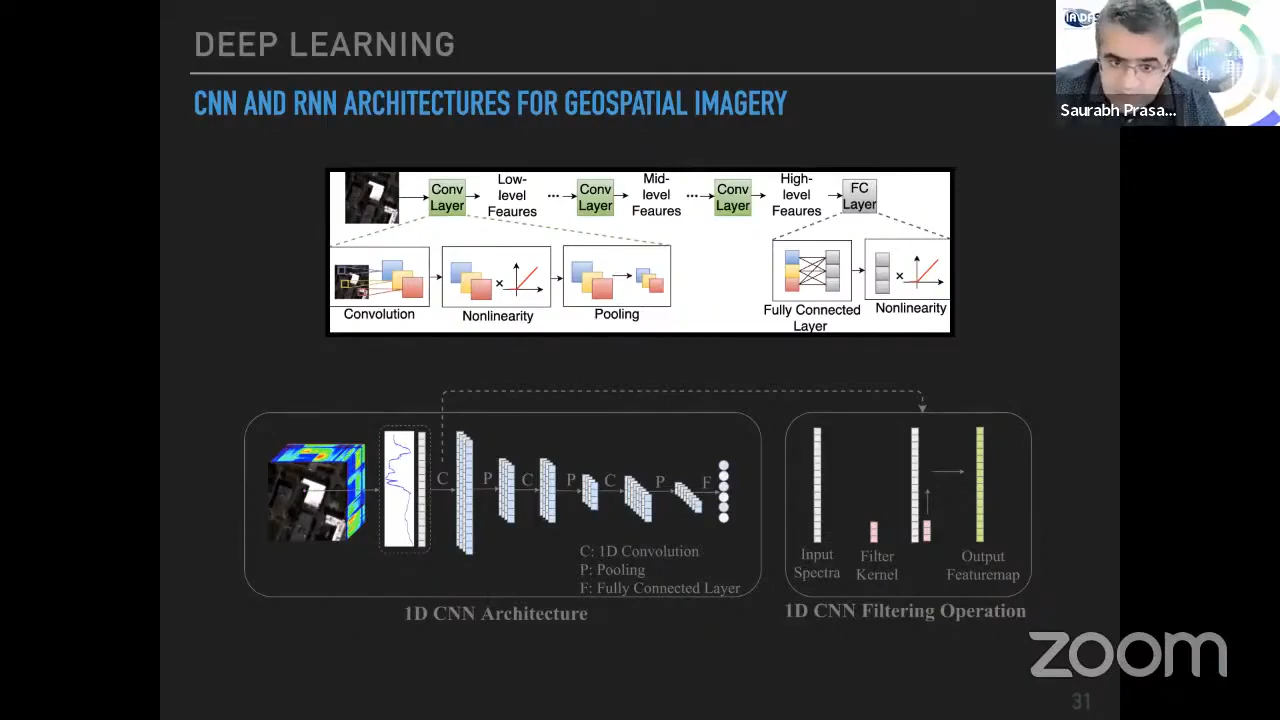 DEEP LEARNING
CNN AND RNN ARCHITECTURES FOR GEOSPATIAL IMAGERY
Saurabh Prasa...
Conv
Layer
Low-
level
Feaures
...
Conv
Layer
Mid-
level
Feaures
...
Conv
Layer
High-
level
Feaures
FC
Layer
Convolution
×
Nonlinearity
Pooling
Fully Connected
Layer
×
Nonlinearity
C
P
C
P
C
P
F
C: 1D Convolution
P: Pooling
F: Fully Connected Layer
1D CNN Architecture
Input
Spectra
Filter
Kernel
Output
Featuremap
1D CNN Filtering Operation
zoom
31